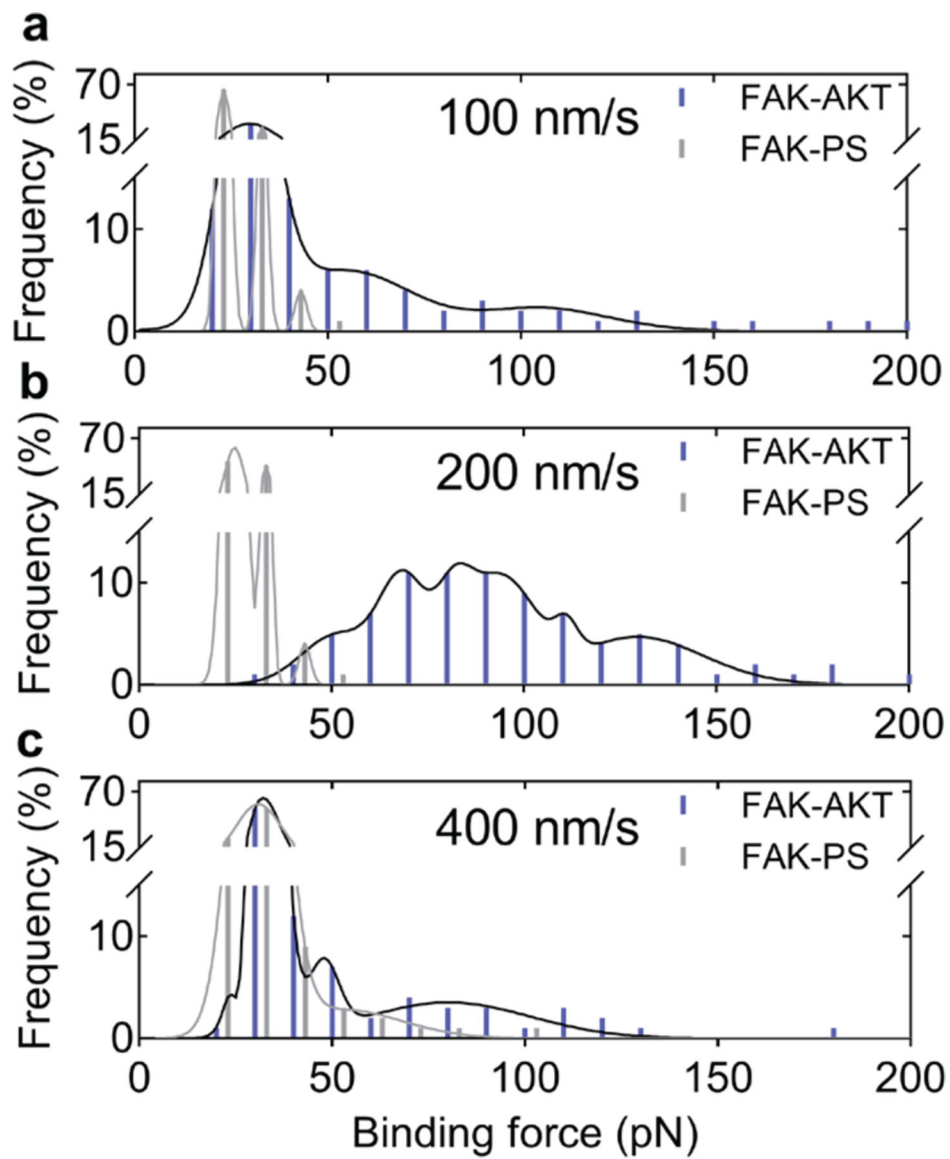 a
Frequency (%)
70
15
10
0
100 nm/s
FAK-AKT
FAK-PS
0 50 100 150 200
b
Frequency (%)
70
15
10
0
200 nm/s
FAK-AKT
FAK-PS
0 50 100 150 200
c
Frequency (%)
70
15
10
0
400 nm/s
FAK-AKT
FAK-PS
0 50 100 150 200
Binding force (pN)